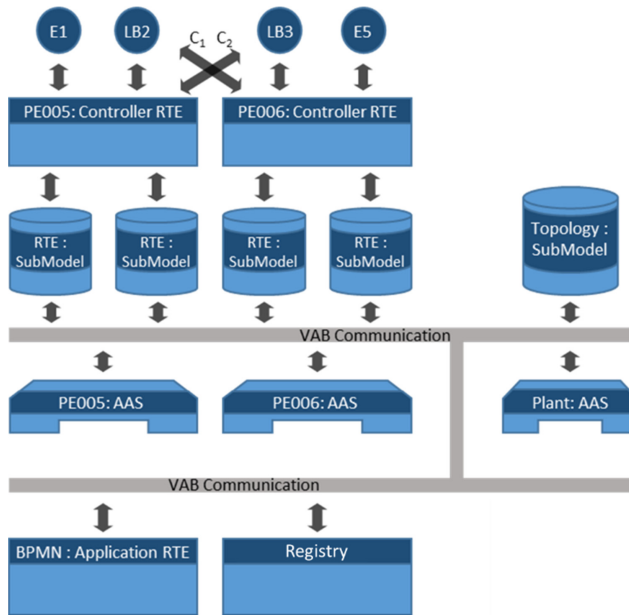 E1
LB2
C1
C2
LB3
E5
PE005: Controller RTE
PE006: Controller RTE
RTE :
SubModel
RTE :
SubModel
RTE :
SubModel
RTE :
SubModel
Topology :
SubModel
VAB Communication
PE005: AAS
PE006: AAS
Plant: AAS
VAB Communication
BPMN : Application RTE
Registry